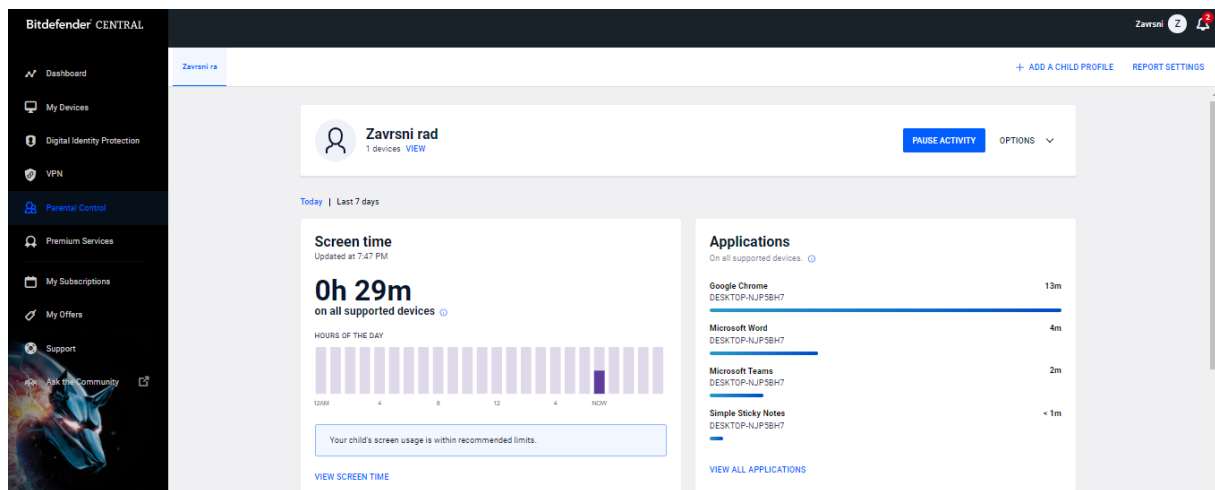 Bitdefender CENTRAL
Zavrsni Z 2
Dashboard
My Devices
Digital Identity Protection
VPN
Parental Control
Premium Services
My Subscriptions
My Offers
Support
Ask the Community
Zavrsni ra
+ ADD A CHILD PROFILE
REPORT SETTINGS
Zavrsni rad
1 devices VIEW
PAUSE ACTIVITY
OPTIONS
Today | Last 7 days
Screen time
Updated at 7:47 PM
0h 29m
on all supported devices
HOURS OF THE DAY
12AM 4 8 12 4 NOW
Your child's screen usage is within recommended limits.
VIEW SCREEN TIME
Applications
On all supported devices.
Google Chrome 13m
DESKTOP-NJP5BH7
Microsoft Word 4m
DESKTOP-NJP5BH7
Microsoft Teams 2m
DESKTOP-NJP5BH7
Simple Sticky Notes < 1m
DESKTOP-NJP5BH7
VIEW ALL APPLICATIONS